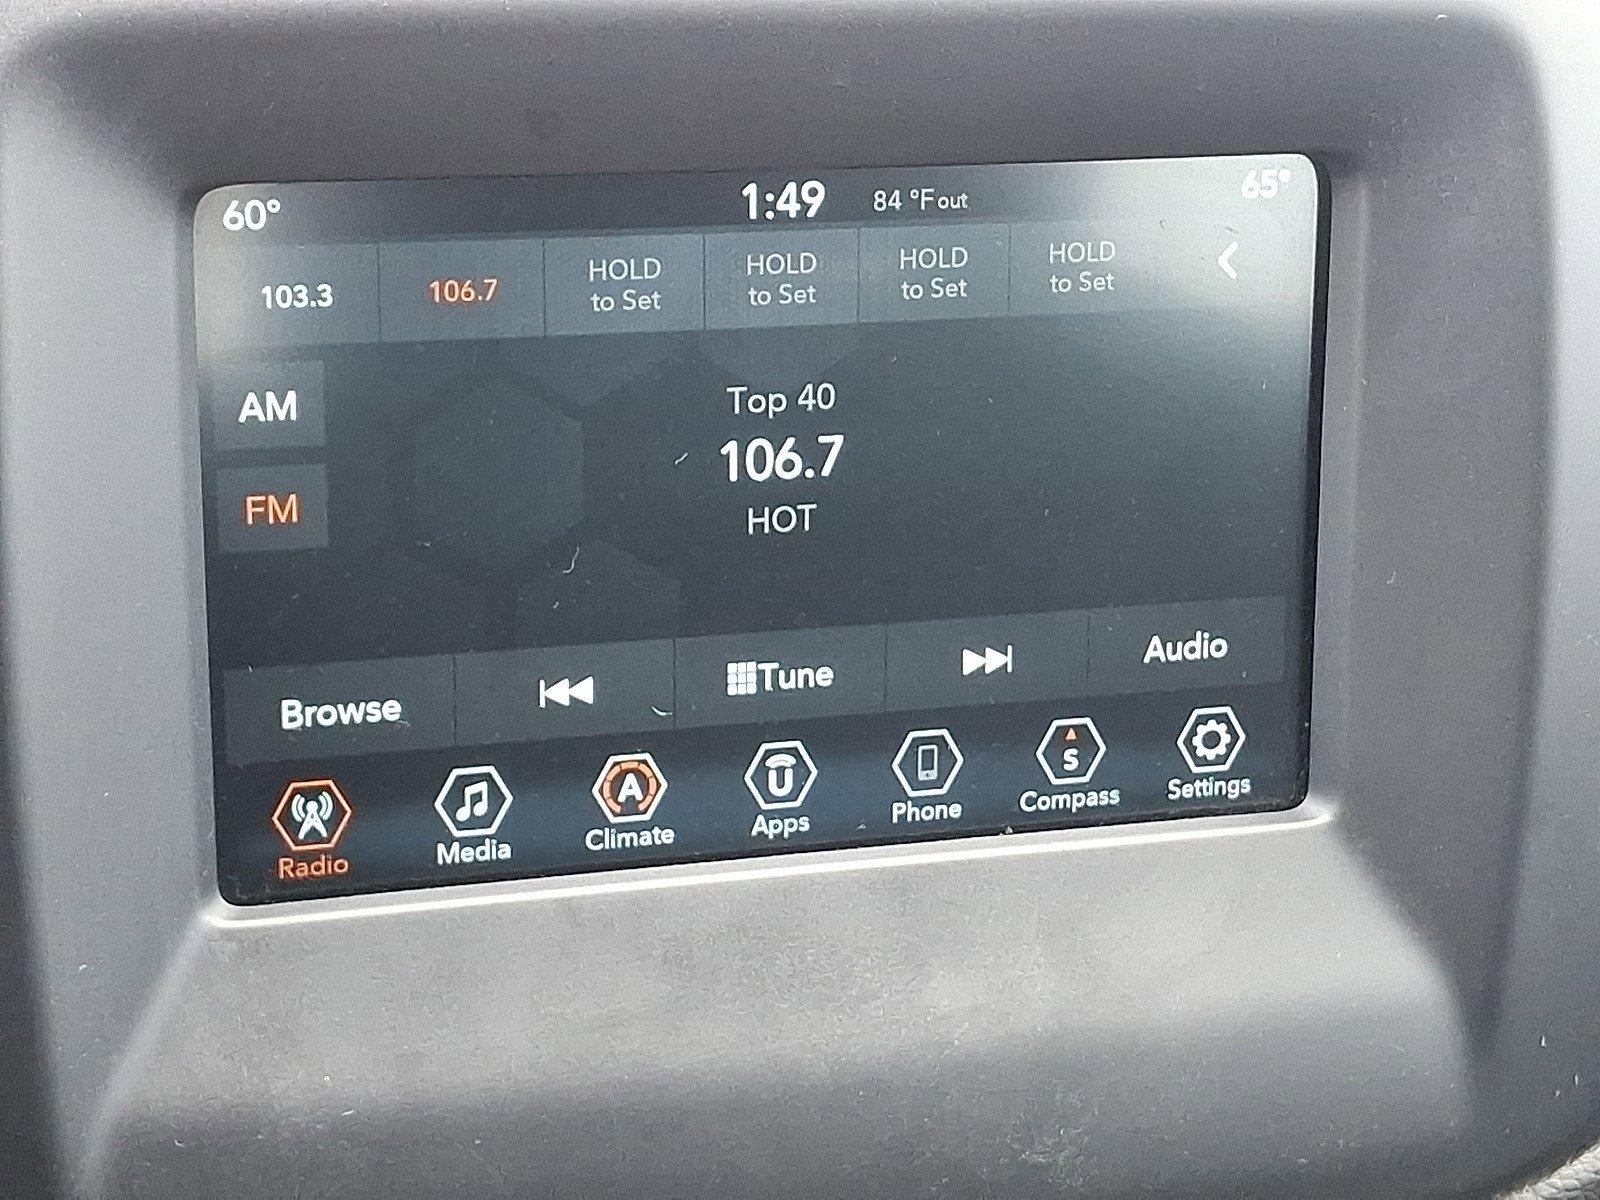 60° 1:49 84 °F out 65°
103.3 106.7 HOLD to Set HOLD to Set HOLD to Set HOLD to Set
AM
FM
Top 40
106.7
HOT
Browse Tune Audio
Radio Media A Climate U Apps Phone S Compass Settings